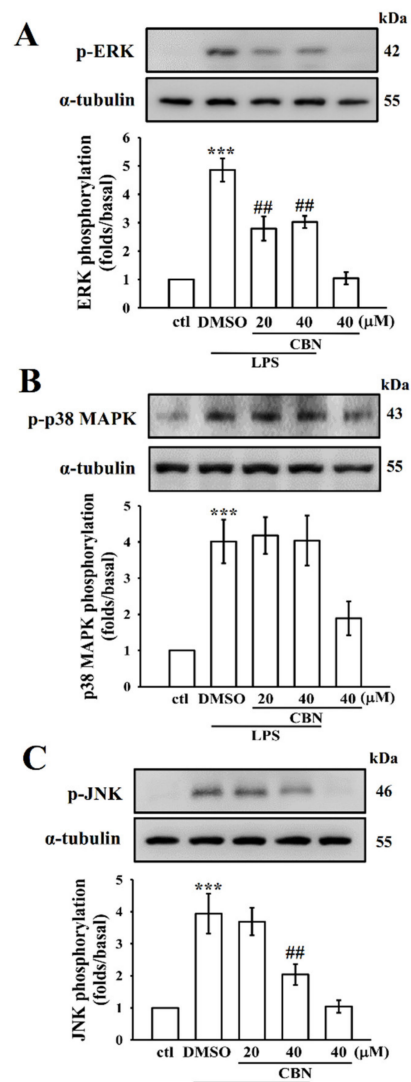 A
kDa
p-ERK
42
α-tubulin
55
ERK phosphorylation
(folds/basal)
6
5
4
3
2
1
0
***
##
##
ctl DMSO 20 40 40 (μM)
CBN
LPS
B
kDa
p-p38 MAPK
43
α-tubulin
55
p38 MAPK phosphorylation
(folds/basal)
5
4
3
2
1
0
***
ctl DMSO 20 40 40 (μM)
CBN
LPS
C
kDa
p-JNK
46
α-tubulin
55
JNK phosphorylation
(folds/basal)
5
4
3
2
1
0
***
##
ctl DMSO 20 40 40 (μM)
CBN